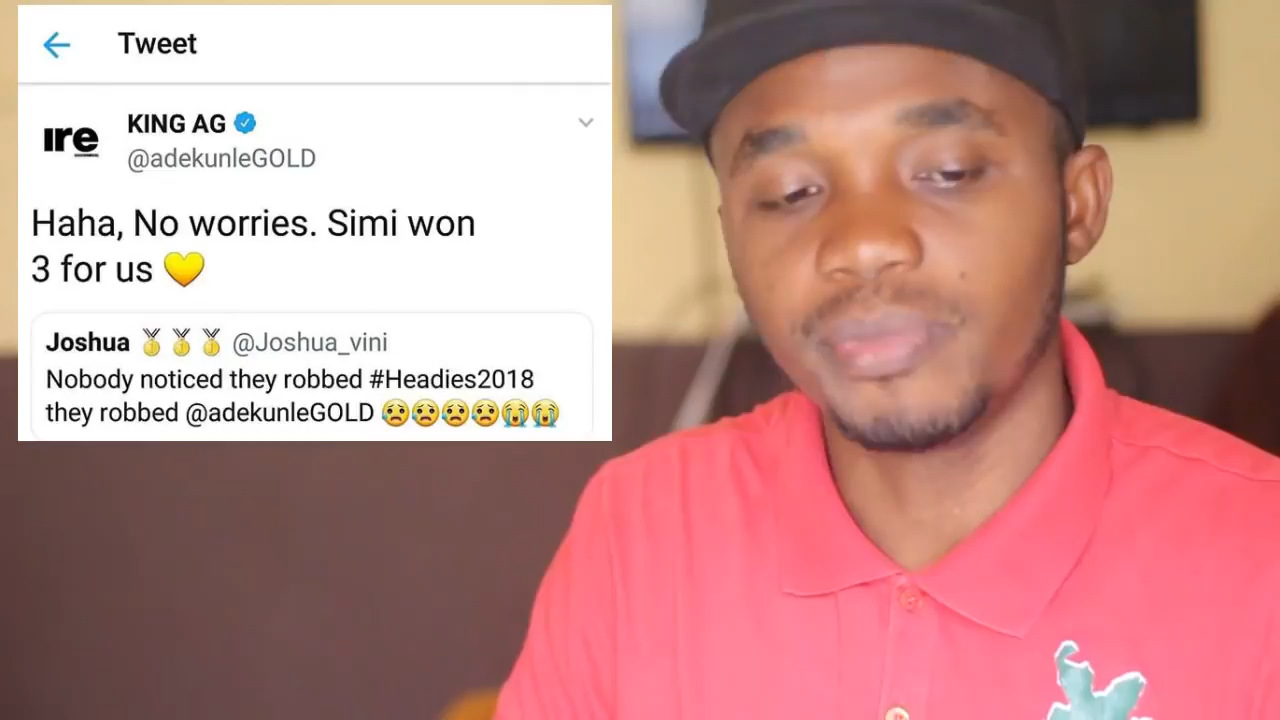 Tweet
Ire
KING AG
@adekunleGOLD
Haha, No worries. Simi won
3 for us 💛
Joshua 🥇🥇🥇 @Joshua_vini
Nobody noticed they robbed #Headies2018
they robbed @adekunleGOLD 😢😢😢😢😭😭